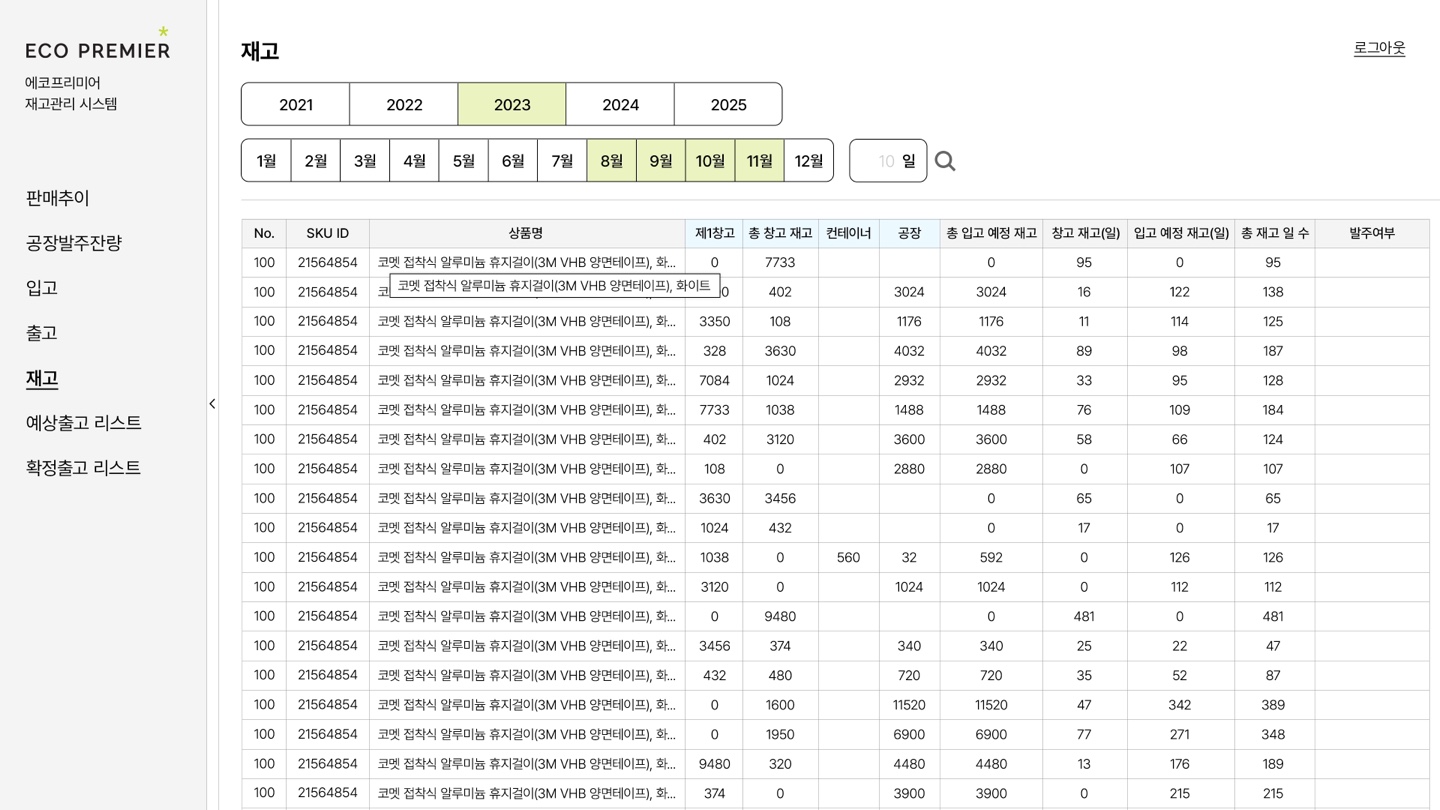 ECO PREMIER
에코프리미어
재고관리 시스템
판매추이
공장발주잔량
입고
출고
재고
예상출고 리스트
확정출고 리스트
재고
로그아웃
2021 2022 2023 2024 2025
1월 2월 3월 4월 5월 6월 7월 8월 9월 10월 11월 12월 10 일
No. SKU ID 상품명 제1창고 총 창고 재고 컨테이너 공장 총 입고 예정 재고 창고 재고(일) 입고 예정 재고(일) 총 재고 일 수 발주여부
100 21564854 코멧 접착식 알루미늄 휴지걸이(3M VHB 양면테이프), 화... 0 7733 0 95 0 95
코멧 접착식 알루미늄 휴지걸이(3M VHB 양면테이프), 화이트
100 21564854 코 0 402 3024 3024 16 122 138
100 21564854 코멧 접착식 알루미늄 휴지걸이(3M VHB 양면테이프), 화... 3350 108 1176 1176 11 114 125
100 21564854 코멧 접착식 알루미늄 휴지걸이(3M VHB 양면테이프), 화... 328 3630 4032 4032 89 98 187
100 21564854 코멧 접착식 알루미늄 휴지걸이(3M VHB 양면테이프), 화... 7084 1024 2932 2932 33 95 128
100 21564854 코멧 접착식 알루미늄 휴지걸이(3M VHB 양면테이프), 화... 7733 1038 1488 1488 76 109 184
100 21564854 코멧 접착식 알루미늄 휴지걸이(3M VHB 양면테이프), 화... 402 3120 3600 3600 58 66 124
100 21564854 코멧 접착식 알루미늄 휴지걸이(3M VHB 양면테이프), 화... 108 0 2880 2880 0 107 107
100 21564854 코멧 접착식 알루미늄 휴지걸이(3M VHB 양면테이프), 화... 3630 3456 0 65 0 65
100 21564854 코멧 접착식 알루미늄 휴지걸이(3M VHB 양면테이프), 화... 1024 432 0 17 0 17
100 21564854 코멧 접착식 알루미늄 휴지걸이(3M VHB 양면테이프), 화... 1038 0 560 32 592 0 126 126
100 21564854 코멧 접착식 알루미늄 휴지걸이(3M VHB 양면테이프), 화... 3120 0 1024 1024 0 112 112
100 21564854 코멧 접착식 알루미늄 휴지걸이(3M VHB 양면테이프), 화... 0 9480 0 481 0 481
100 21564854 코멧 접착식 알루미늄 휴지걸이(3M VHB 양면테이프), 화... 3456 374 340 340 25 22 47
100 21564854 코멧 접착식 알루미늄 휴지걸이(3M VHB 양면테이프), 화... 432 480 720 720 35 52 87
100 21564854 코멧 접착식 알루미늄 휴지걸이(3M VHB 양면테이프), 화... 0 1600 11520 11520 47 342 389
100 21564854 코멧 접착식 알루미늄 휴지걸이(3M VHB 양면테이프), 화... 0 1950 6900 6900 77 271 348
100 21564854 코멧 접착식 알루미늄 휴지걸이(3M VHB 양면테이프), 화... 9480 320 4480 4480 13 176 189
100 21564854 코멧 접착식 알루미늄 휴지걸이(3M VHB 양면테이프), 화... 374 0 3900 3900 0 215 215